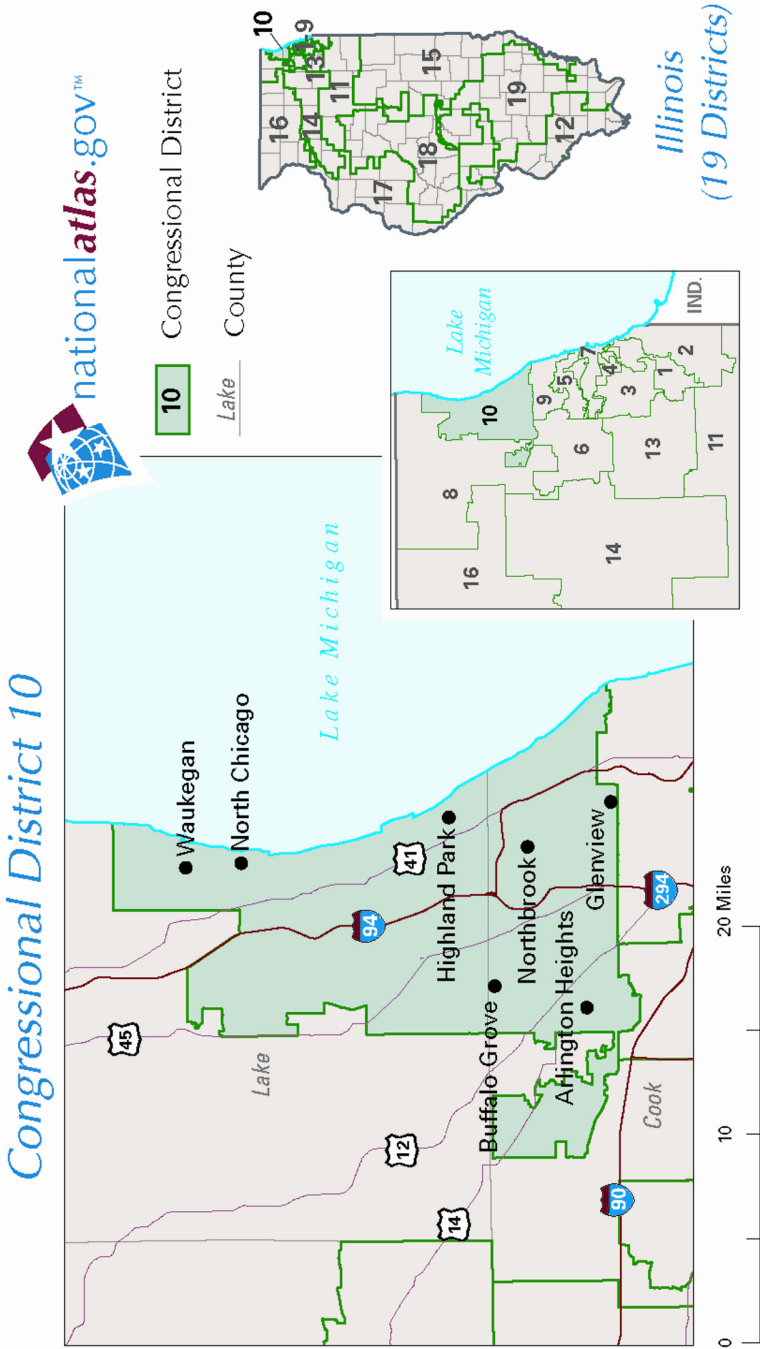 Congressional District 10
nationalatlas.gov™
10 Congressional District
Lake County
10
9
16
14
13
11
15
17
18
19
12
Illinois
(19 Districts)
Waukegan
North Chicago
Lake Michigan
45
41
94
Highland Park
Lake
12
Buffalo Grove
Northbrook
14
Arlington Heights
Glenview
294
Cook
90
0 10 20 Miles
Lake
Michigan
16
8
10
9
5
7
4
6
3
1
2
14
13
11
IND.